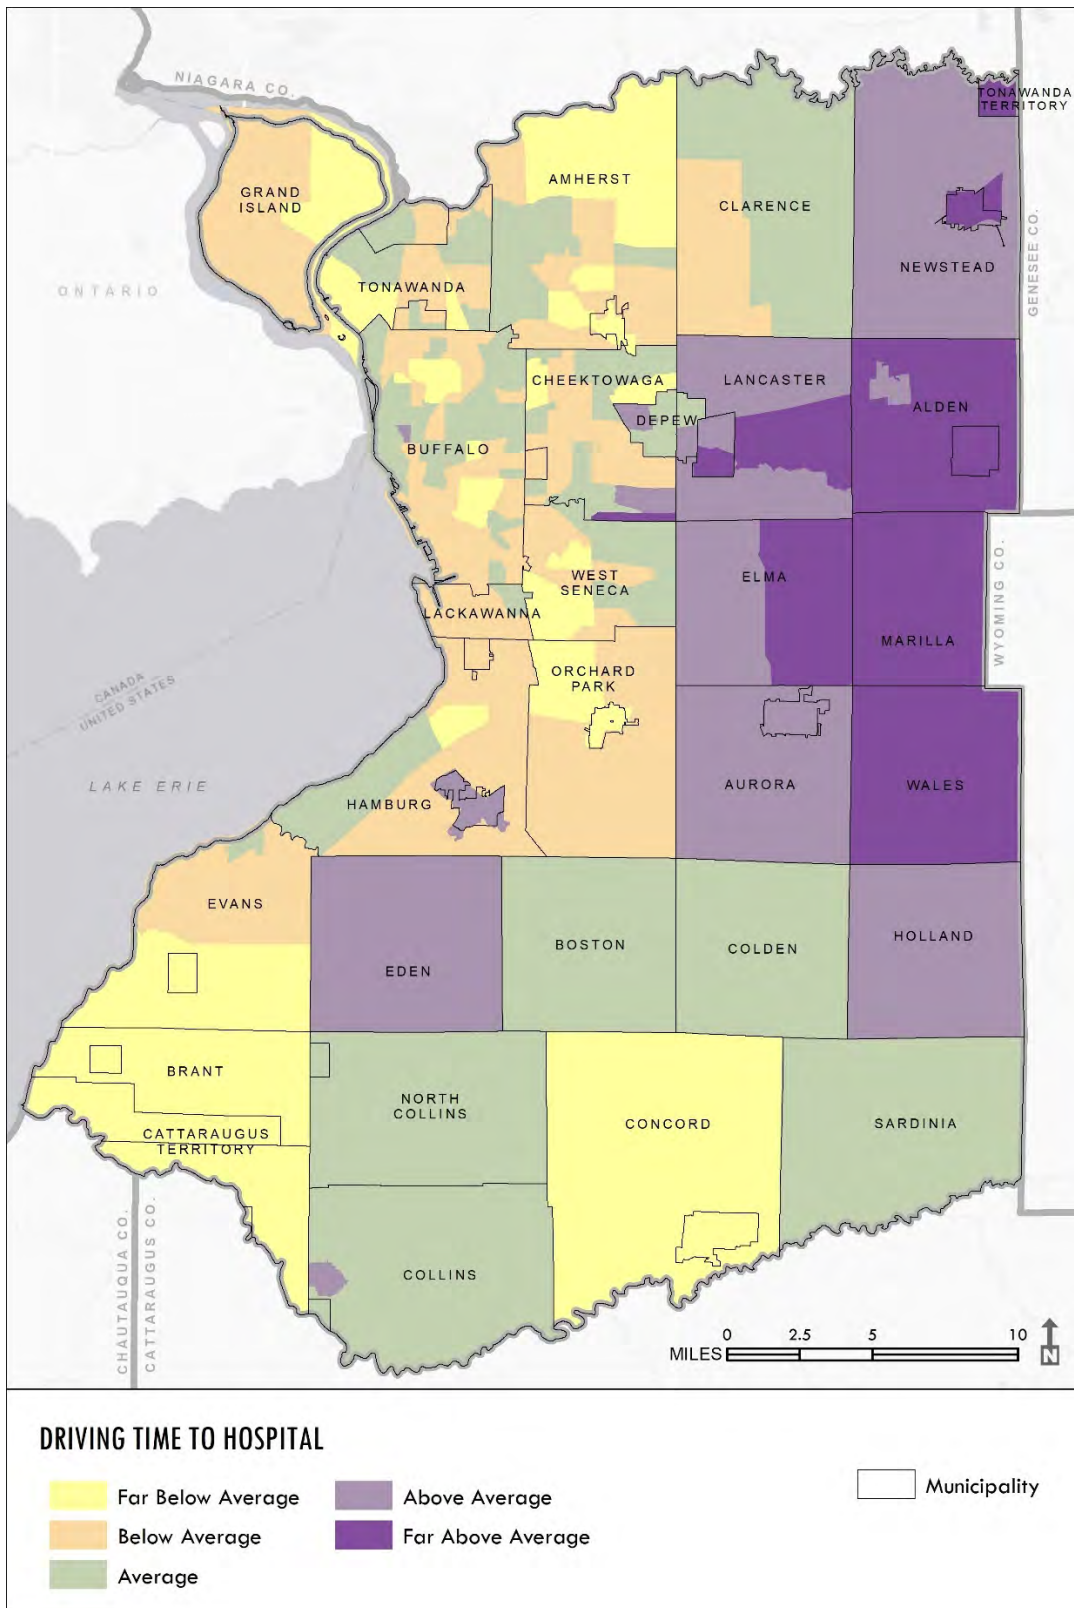 NIAGARA CO.
TONAWANDA
TERRITORY
AMHERST
GRAND
ISLAND
CLARENCE
GENESEE CO.
NEWSTEAD
ONTARIO
TONAWANDA
CHEEKTOWAGA
LANCASTER
ALDEN
DEPEW
BUFFALO
WEST
SENECA
ELMA
LACKAWANNA
MARILLA
WYOMING CO.
ORCHARD
PARK
CANADA
UNITED STATES
LAKE ERIE
AURORA
WALES
HAMBURG
EVANS
BOSTON
COLDEN
HOLLAND
EDEN
BRANT
NORTH
COLLINS
CONCORD
SARDINIA
CATTARAUGUS
TERRITORY
CHAUTAUQUA CO.
CATTARAUGUS CO.
COLLINS
0 2.5 5 10
MILES
N
DRIVING TIME TO HOSPITAL
Far Below Average
Below Average
Average
Above Average
Far Above Average
Municipality